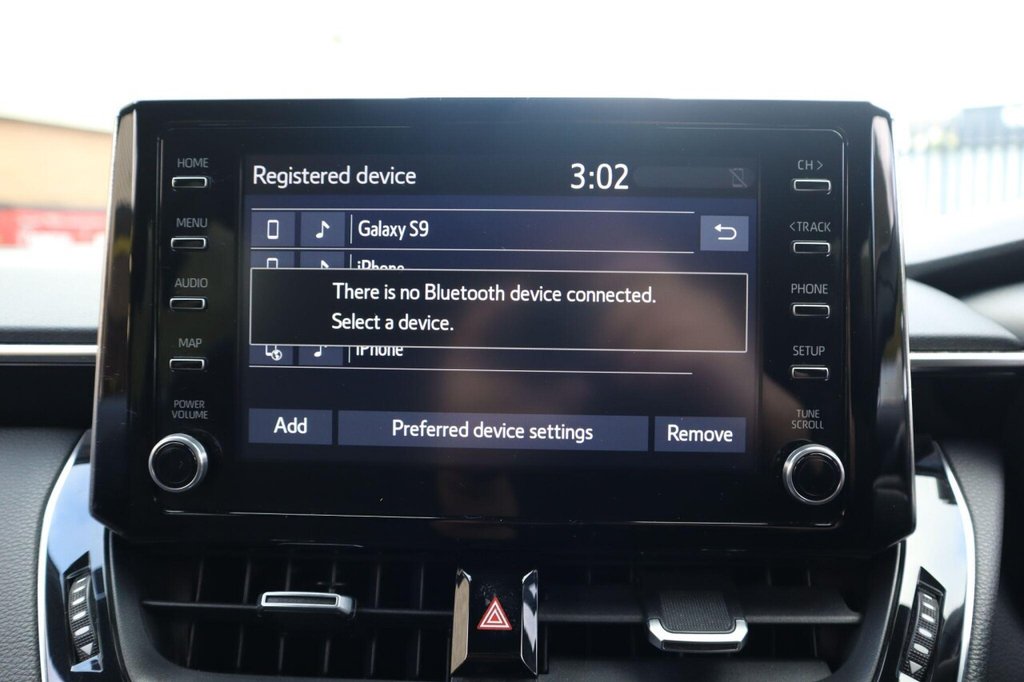 HOME
MENU
AUDIO
MAP
POWER
VOLUME
Registered device
3:02
Galaxy S9
iPhone
There is no Bluetooth device connected.
Select a device.
iPhone
Add
Preferred device settings
Remove
CH >
< TRACK
PHONE
SETUP
TUNE
SCROLL